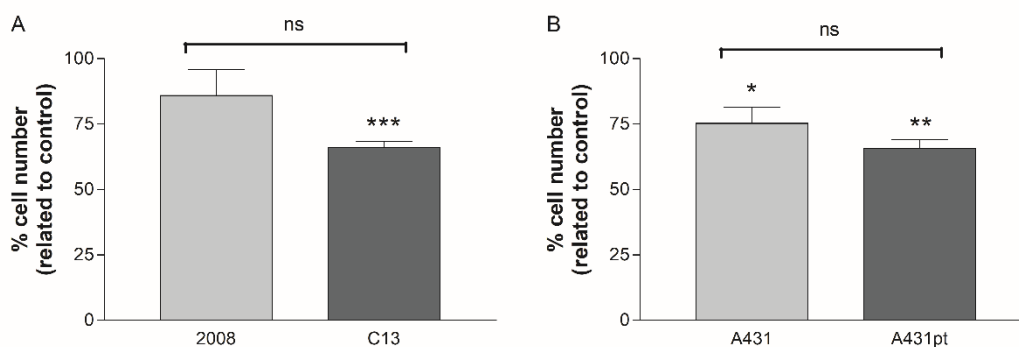 A
ns
% cell number
(related to control)
100
75
50
25
0
***
2008
C13
B
ns
% cell number
(related to control)
100
75
50
25
0
*
**
A431
A431pt